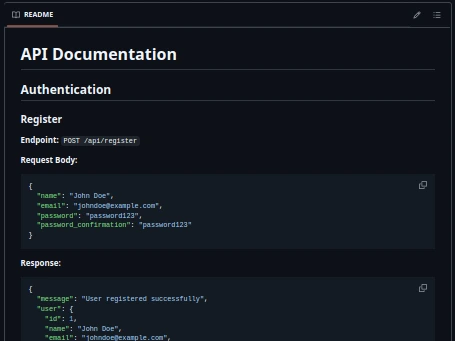 README
API Documentation
Authentication
Register
Endpoint: POST /api/register
Request Body:
{
  "name": "John Doe",
  "email": "johndoe@example.com",
  "password": "password123",
  "password_confirmation": "password123"
}
Response:
{
  "message": "User registered successfully",
  "user": {
    "id": 1,
    "name": "John Doe",
    "email": "johndoe@example.com",